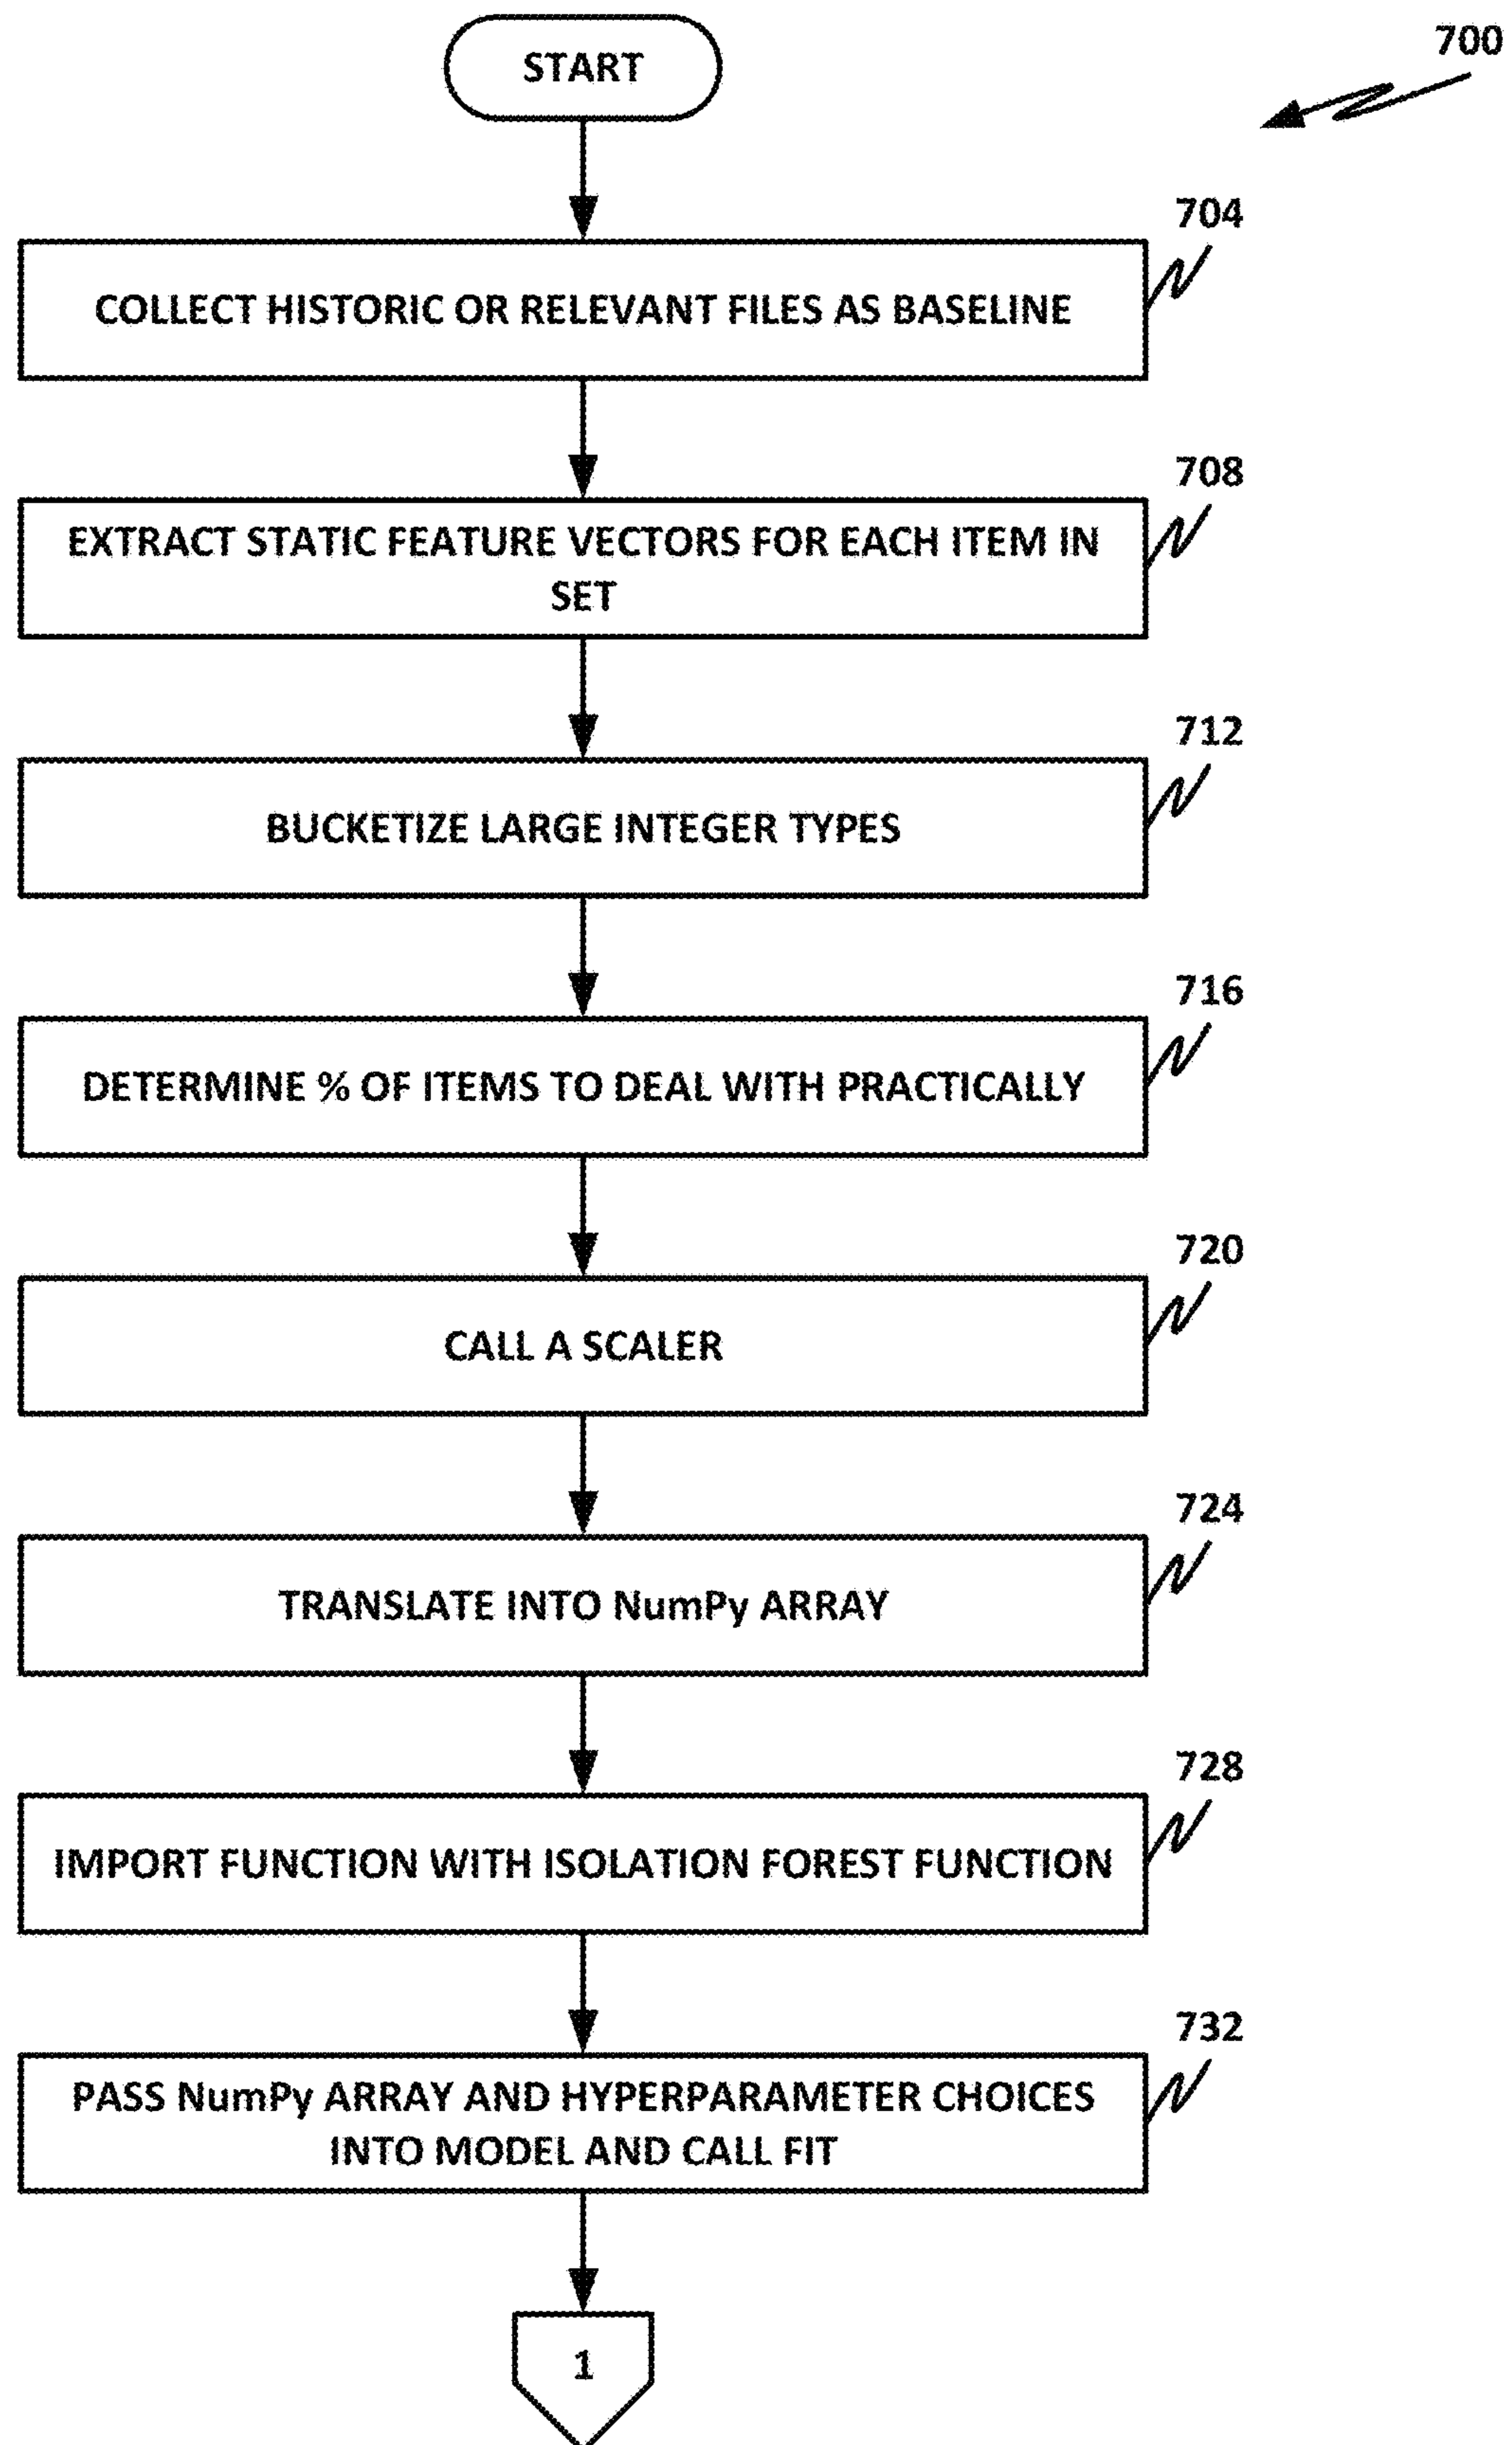 START
700
704
COLLECT HISTORIC OR RELEVANT FILES AS BASELINE
708
EXTRACT STATIC FEATURE VECTORS FOR EACH ITEM IN
SET
712
BUCKETIZE LARGE INTEGER TYPES
716
DETERMINE % OF ITEMS TO DEAL WITH PRACTICALLY
720
CALL A SCALER
724
TRANSLATE INTO NumPy ARRAY
728
IMPORT FUNCTION WITH ISOLATION FOREST FUNCTION
732
PASS NumPy ARRAY AND HYPERPARAMETER CHOICES
INTO MODEL AND CALL FIT
1